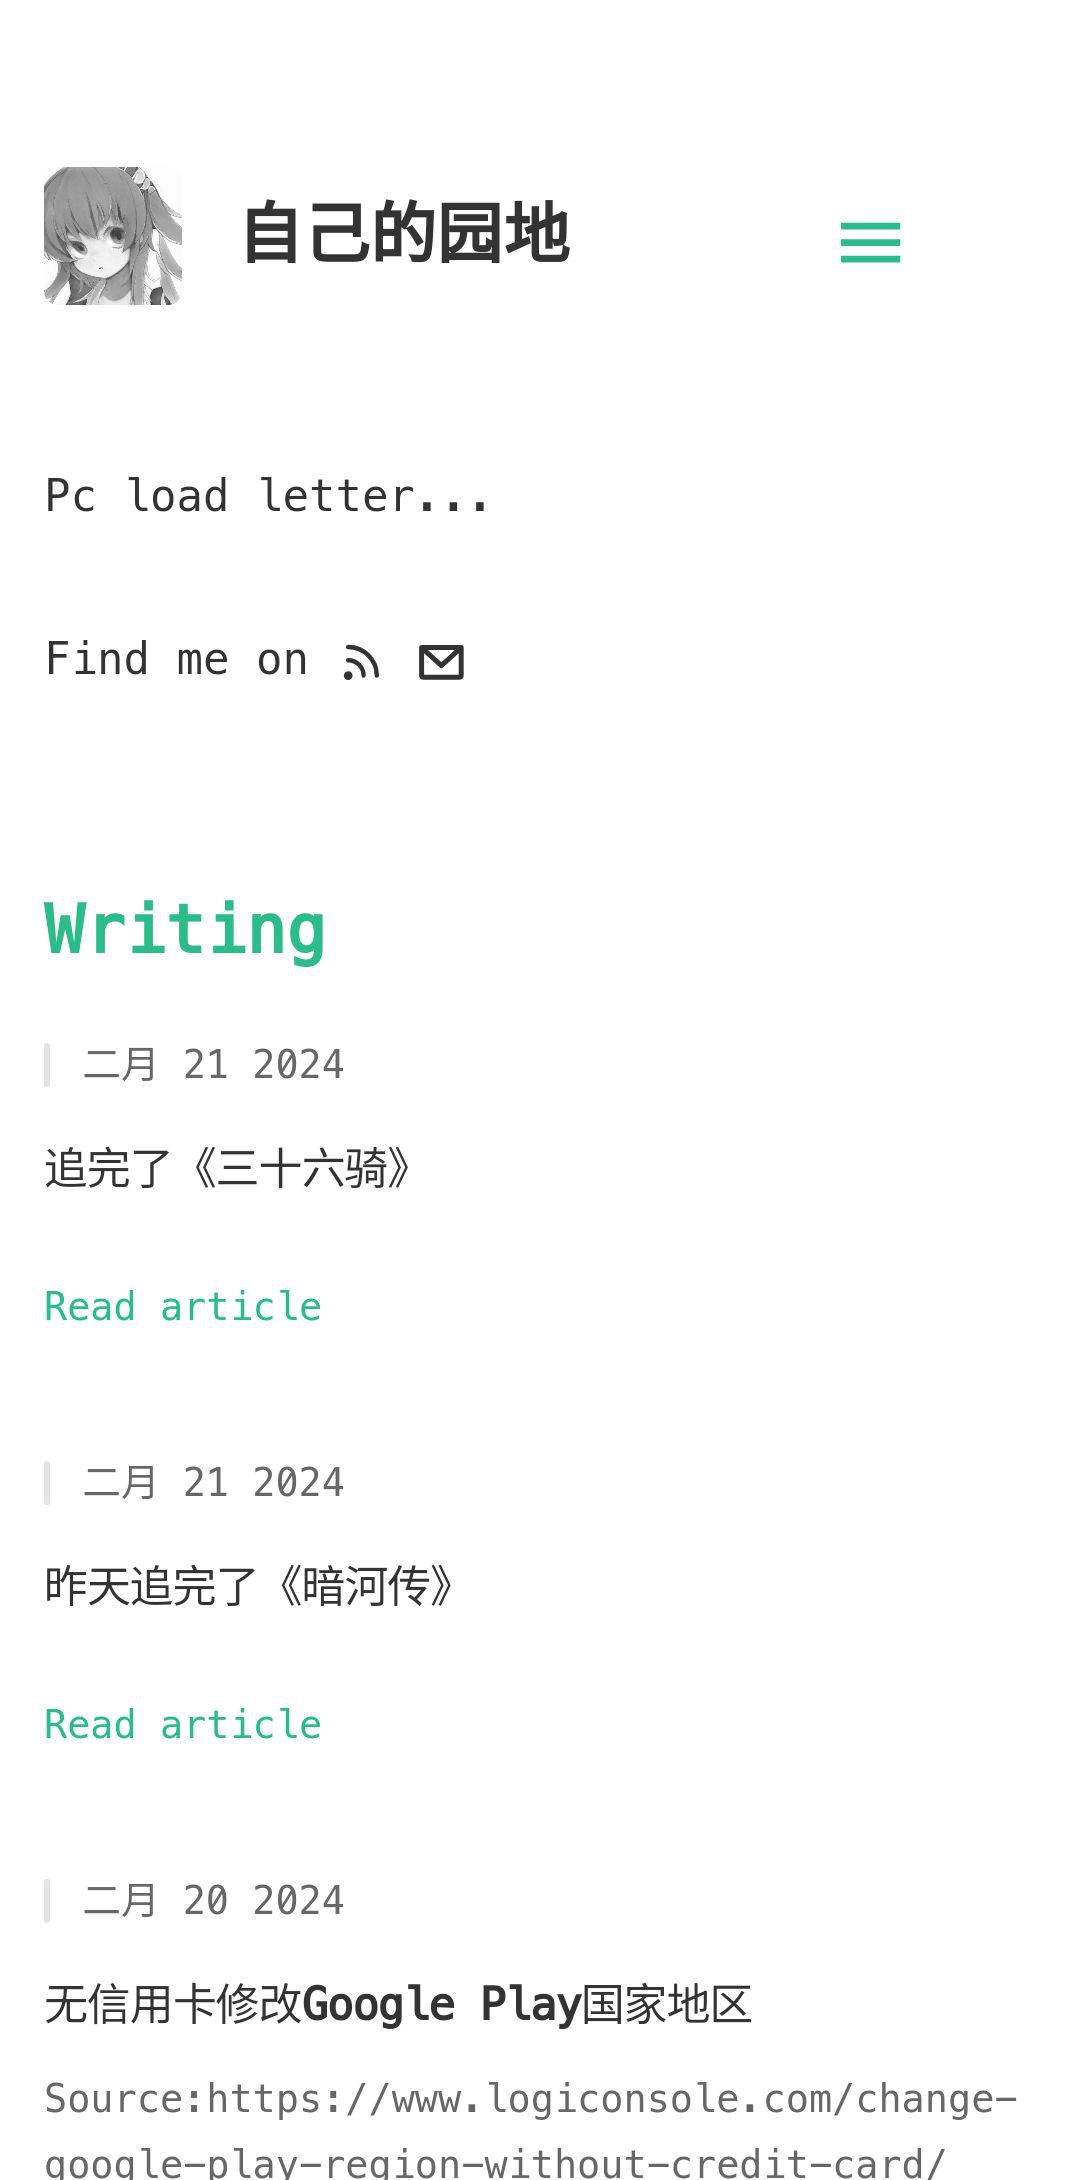 自己的园地
Pc load letter...
Find me on
Writing
二月 21 2024
追完了《三十六骑》
Read article
二月 21 2024
昨天追完了《暗河传》
Read article
二月 20 2024
无信用卡修改Google Play国家地区
Source:https://www.logiconsole.com/change-
google-play-region-without-credit-card/